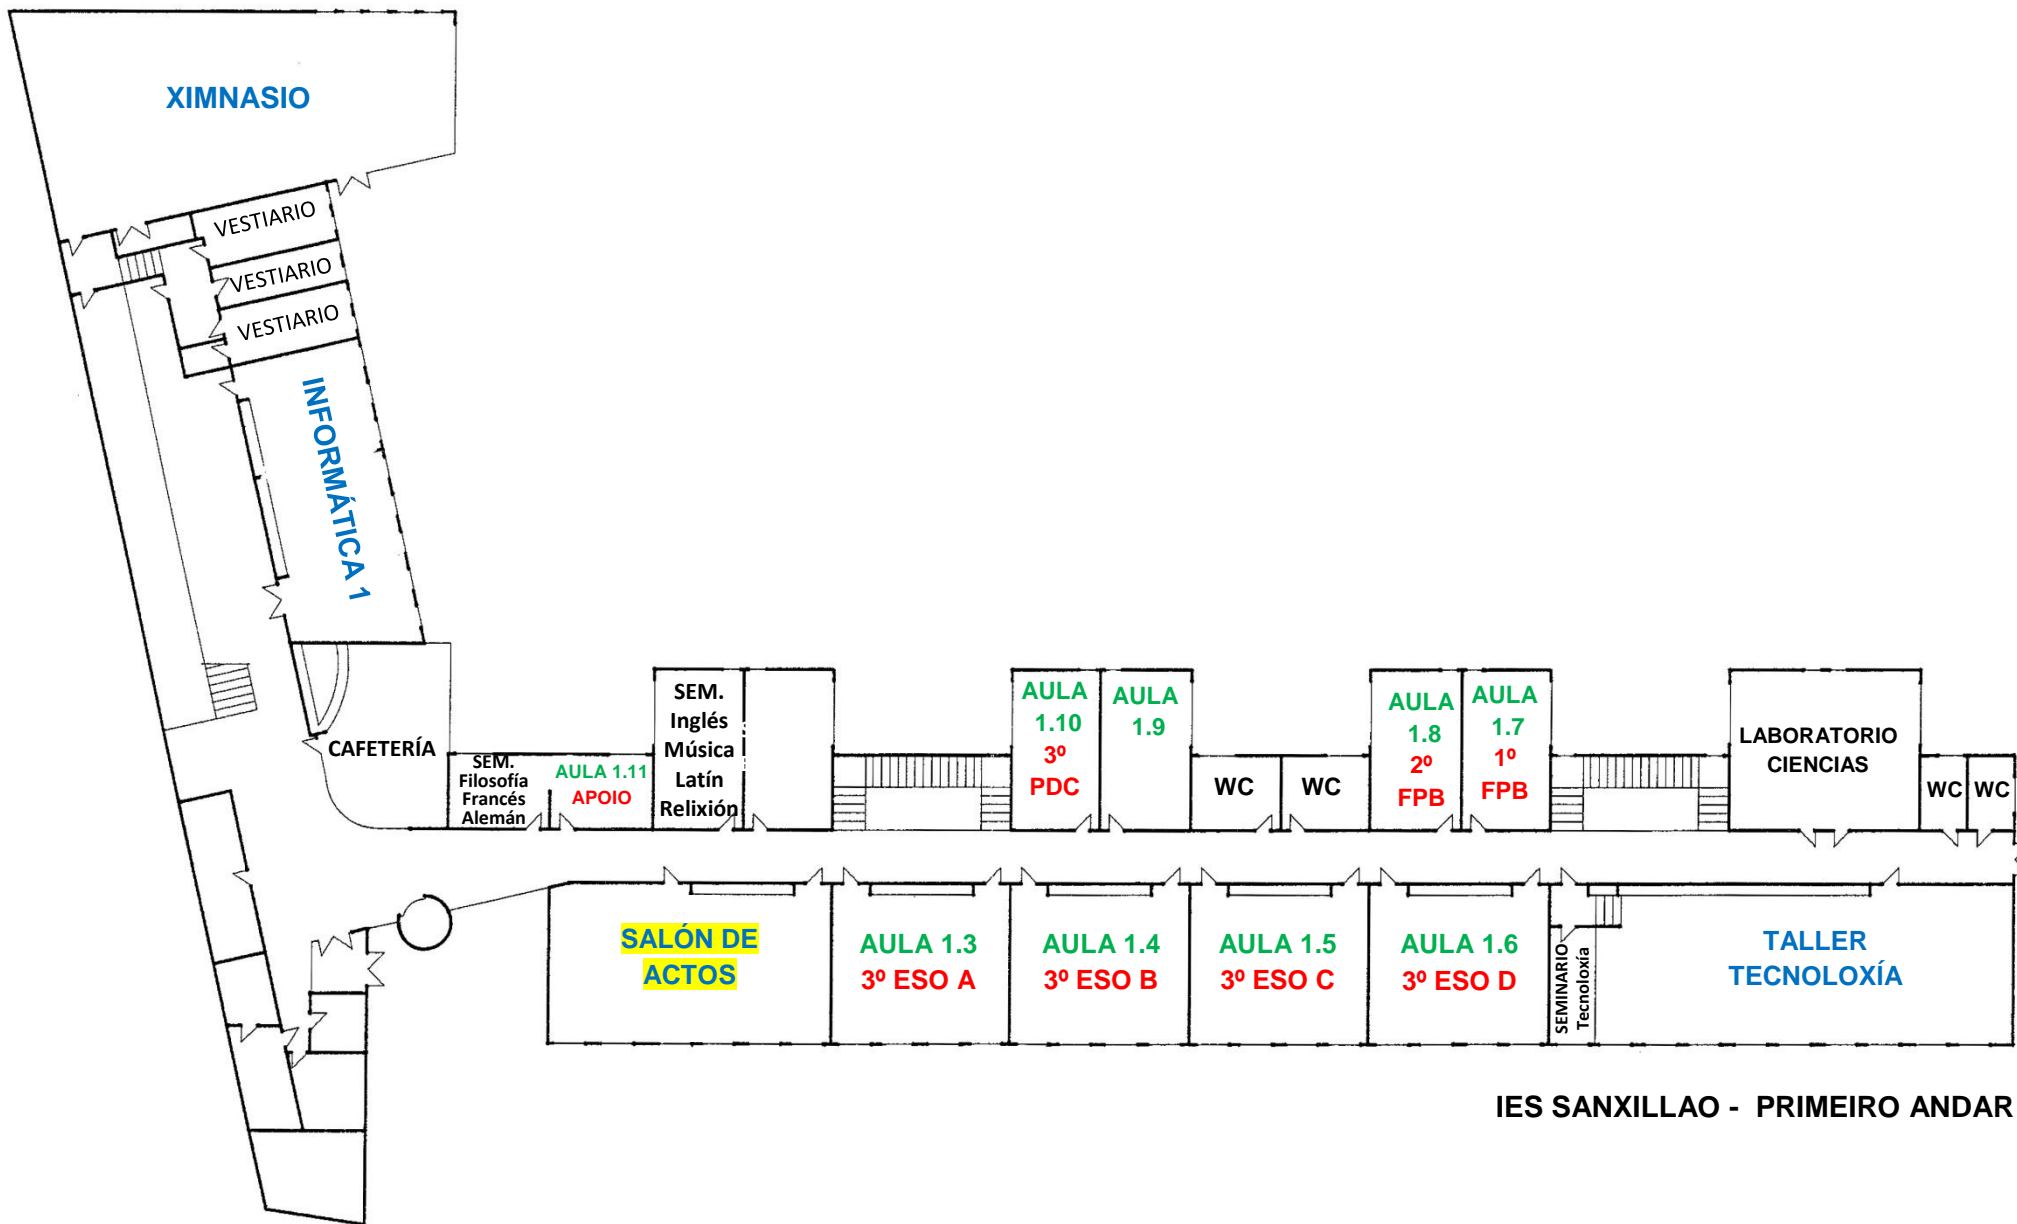 XIMNASIO
VESTIARIO
VESTIARIO
VESTIARIO
INFORMÁTICA 1
CAFETERÍA
SEM.
Filosofía
Francés
Alemán
AULA 1.11
APOIO
SEM.
Inglés
Música
Latín
Relixión
AULA
1.10
3º
PDC
AULA
1.9
WC
WC
AULA
1.8
2º
FPB
AULA
1.7
1º
FPB
LABORATORIO
CIENCIAS
WC
WC
SALÓN DE
ACTOS
AULA 1.3
3º ESO A
AULA 1.4
3º ESO B
AULA 1.5
3º ESO C
AULA 1.6
3º ESO D
SEMINARIO
Tecnoloxía
TALLER
TECNOLOXÍA
IES SANXILLAO - PRIMEIRO ANDAR